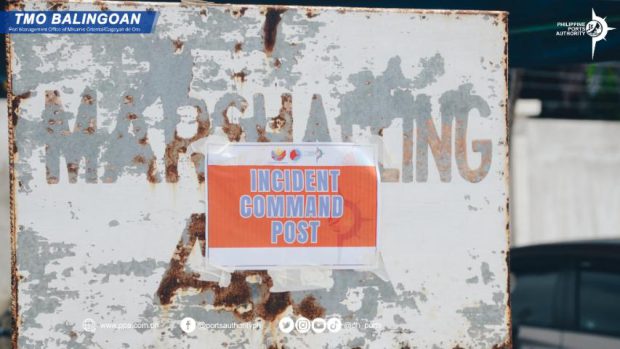 TMO BALINGOAN
Port Management Office of Misamis Oriental/Cagayan de Oro
PHILIPPINE
PORTS
AUTHORITY
MARSHALLING
INCIDENT
COMMAND
POST
www.ppa.com.ph